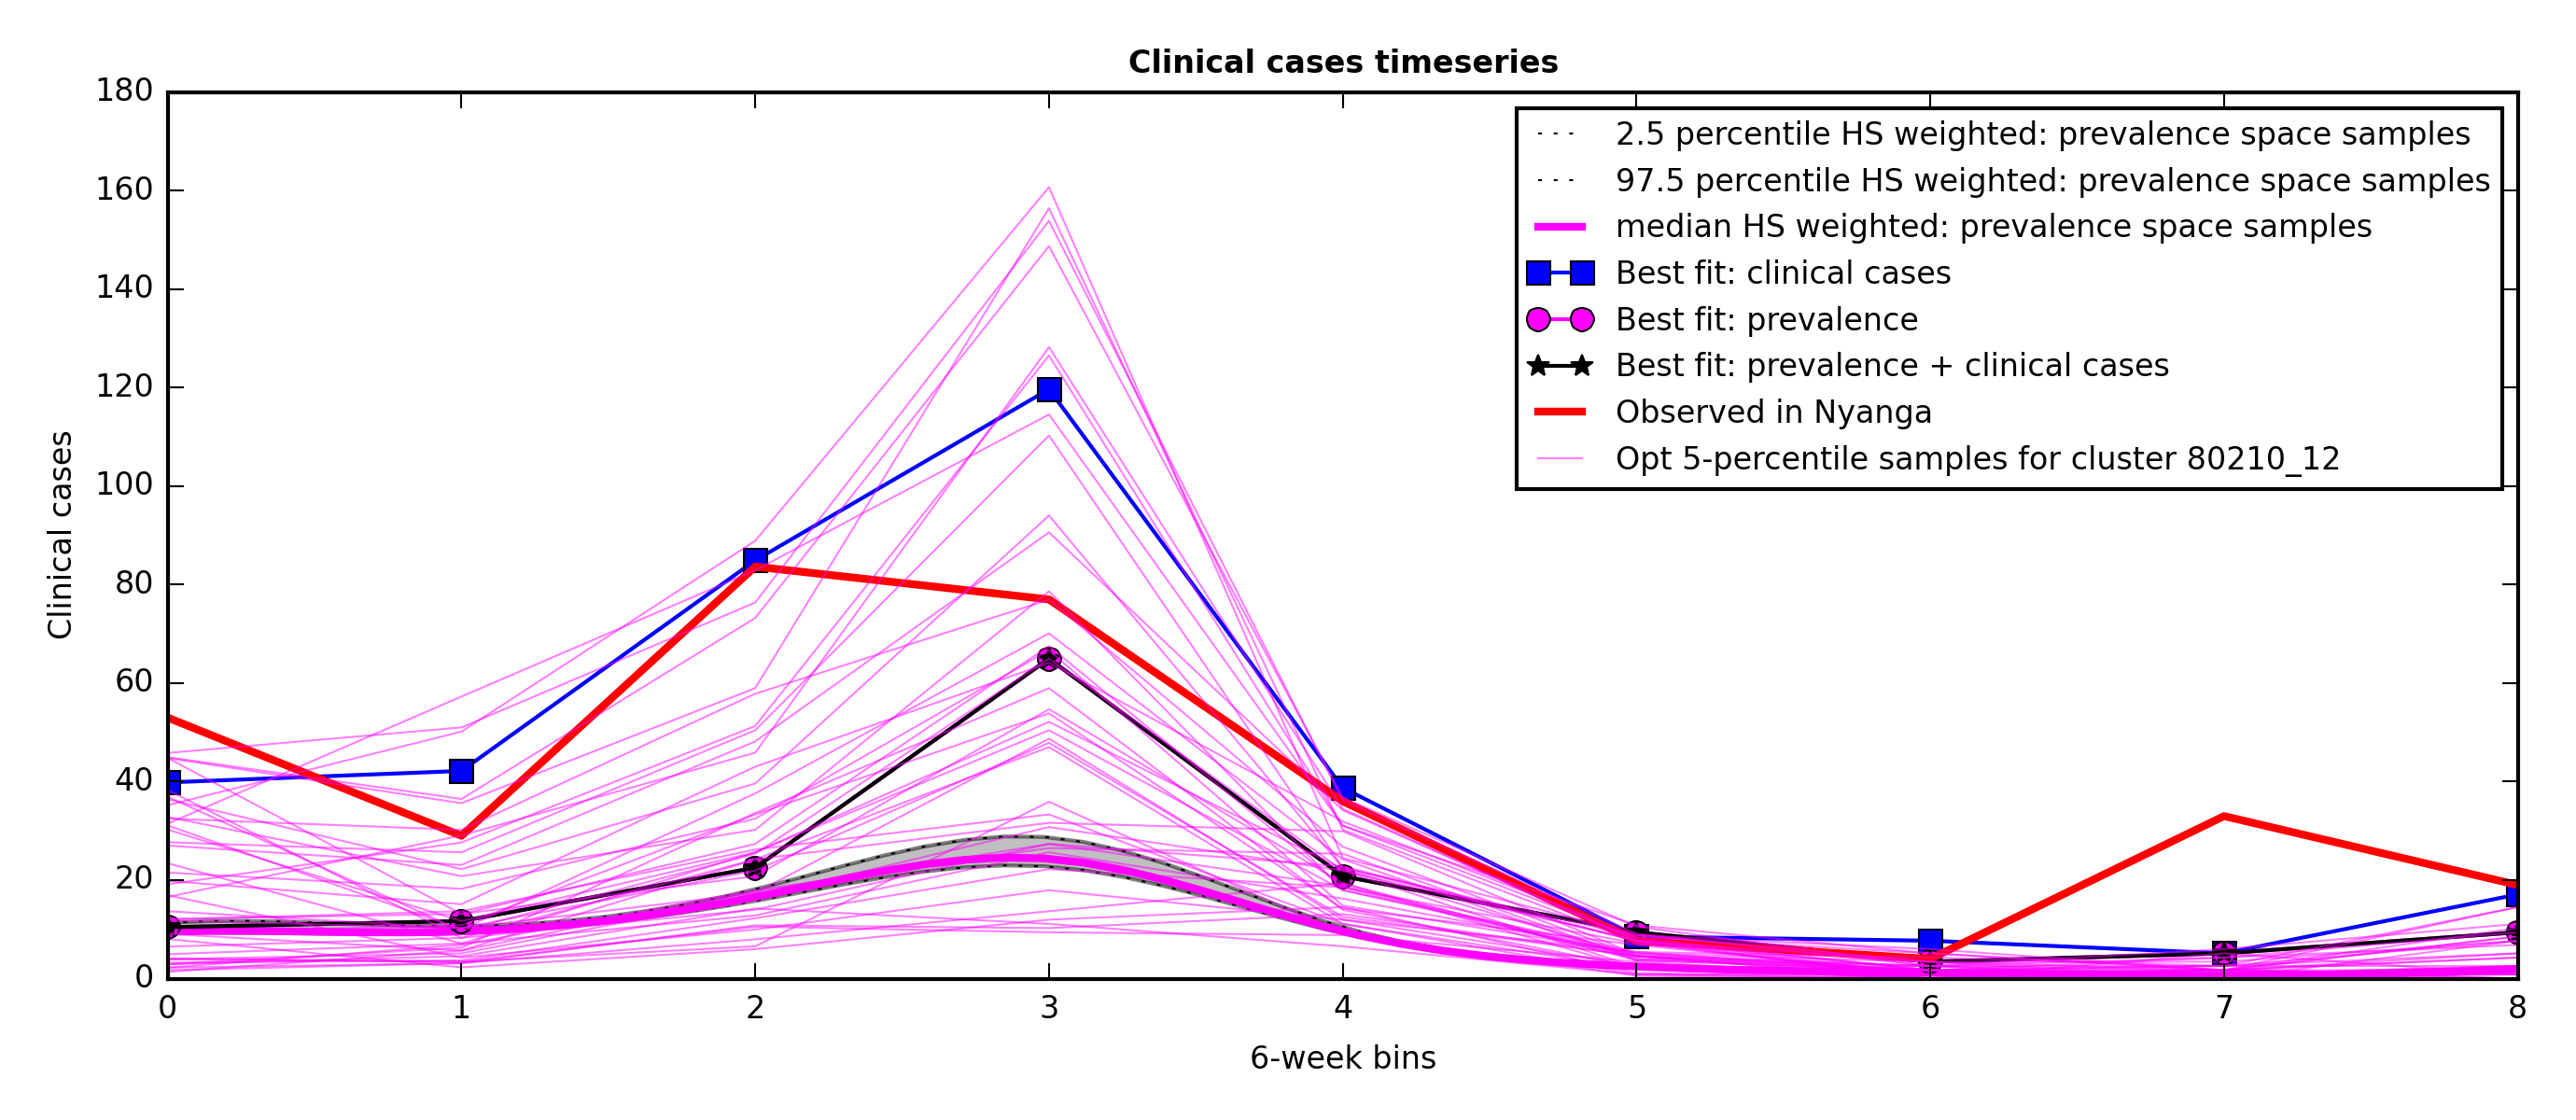 Clinical cases timeseries
180
160
140
120
100
80
60
40
20
0
Clinical cases
2.5 percentile HS weighted: prevalence space samples
97.5 percentile HS weighted: prevalence space samples
median HS weighted: prevalence space samples
Best fit: clinical cases
Best fit: prevalence
Best fit: prevalence + clinical cases
Observed in Nyanga
Opt 5-percentile samples for cluster 80210_12
0 1 2 3 4 5 6 7 8
6-week bins